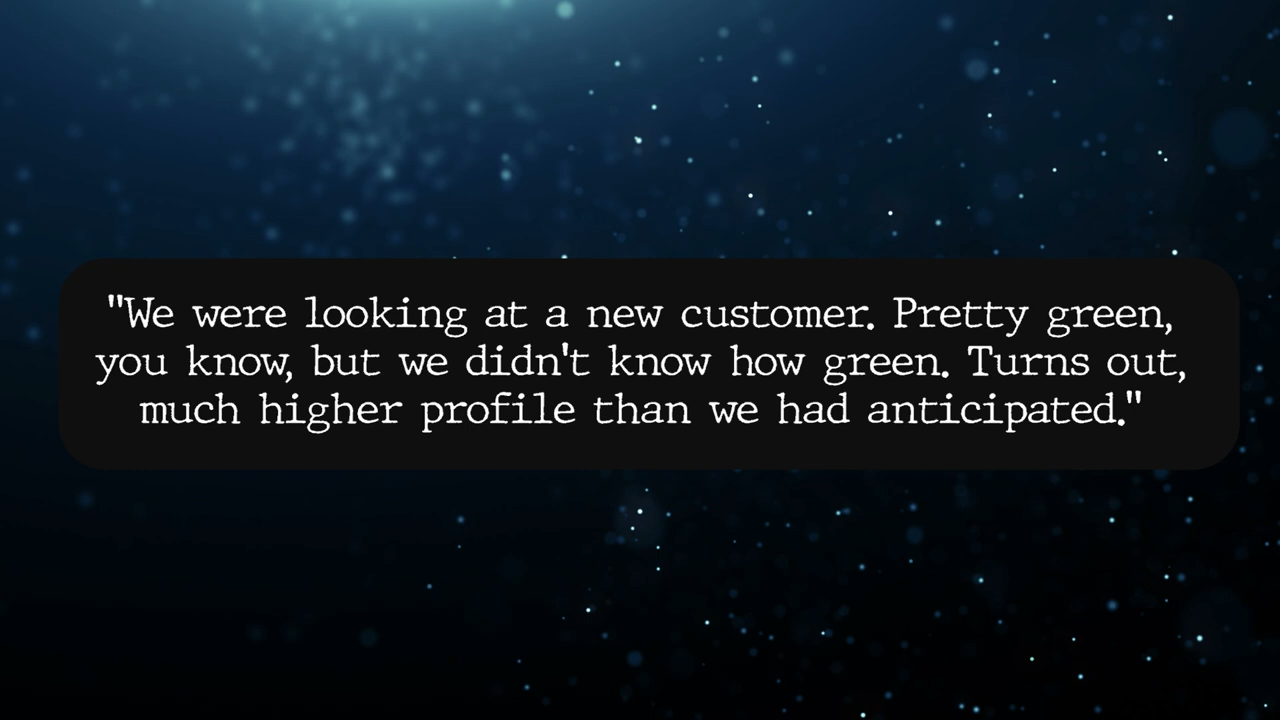 "We were looking at a new customer. Pretty green,
you know, but we didn't know how green. Turns out,
much higher profile than we had anticipated."